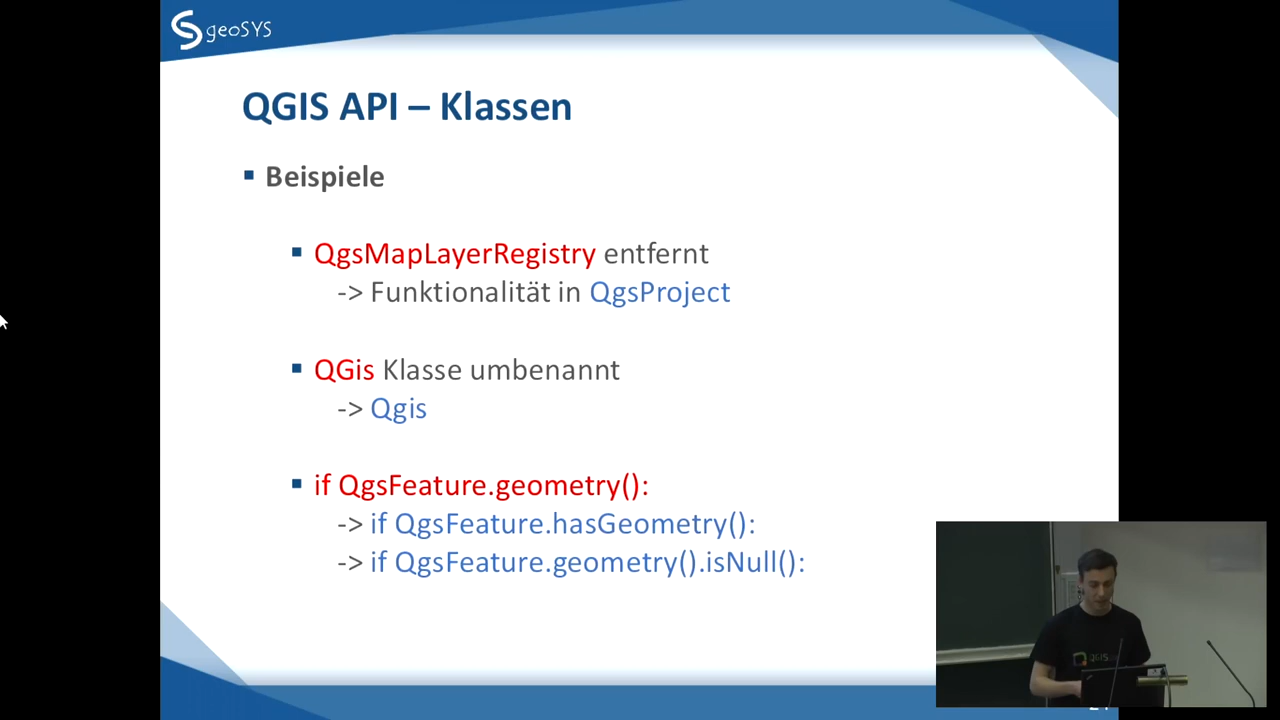 geoSYS
QGIS API – Klassen
Beispiele
QgsMapLayerRegistry entfernt
-> Funktionalität in QgsProject
QGis Klasse umbenannt
-> Qgis
if QgsFeature.geometry():
-> if QgsFeature.hasGeometry():
-> if QgsFeature.geometry().isNull():
QGIS